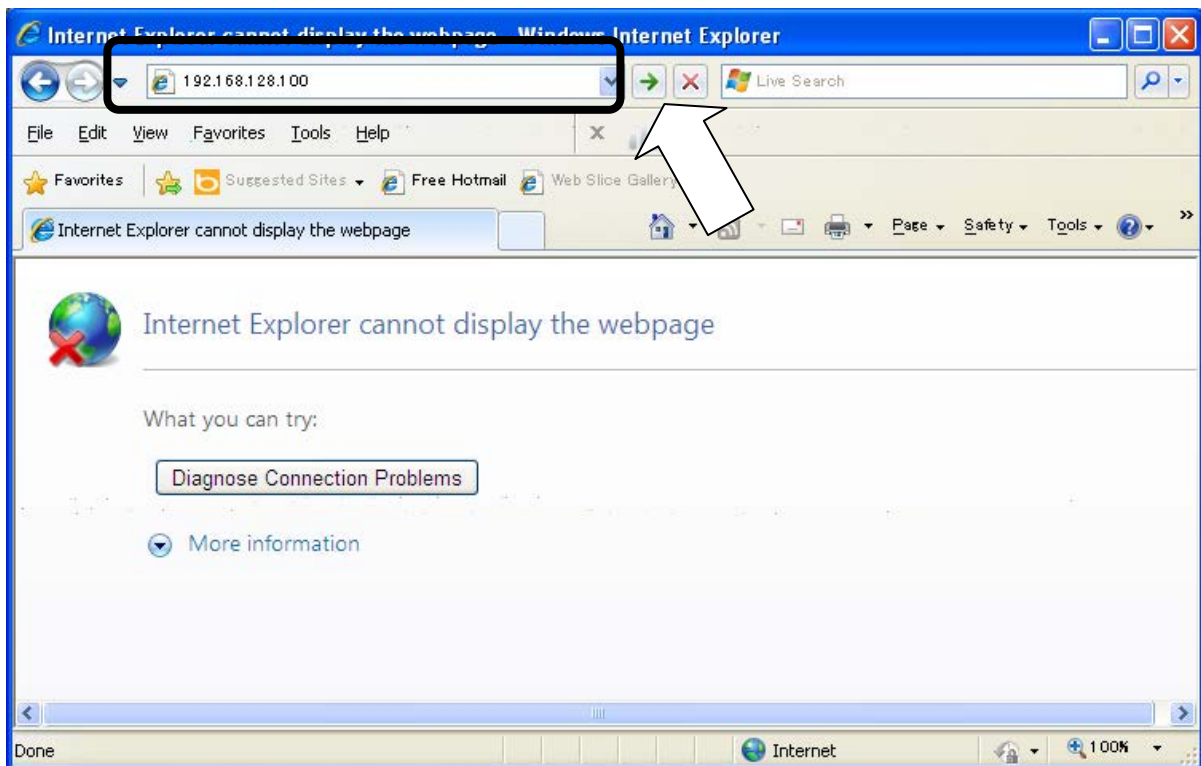 Internet Explorer cannot display the webpage - Windows Internet Explorer
192.168.128.100
Live Search
File Edit View Favorites Tools Help
X
Favorites Suggested Sites Free Hotmail Web Slice Gallery
Internet Explorer cannot display the webpage
Page Safety Tools
Internet Explorer cannot display the webpage
What you can try:
Diagnose Connection Problems
More information
Done
Internet
100%